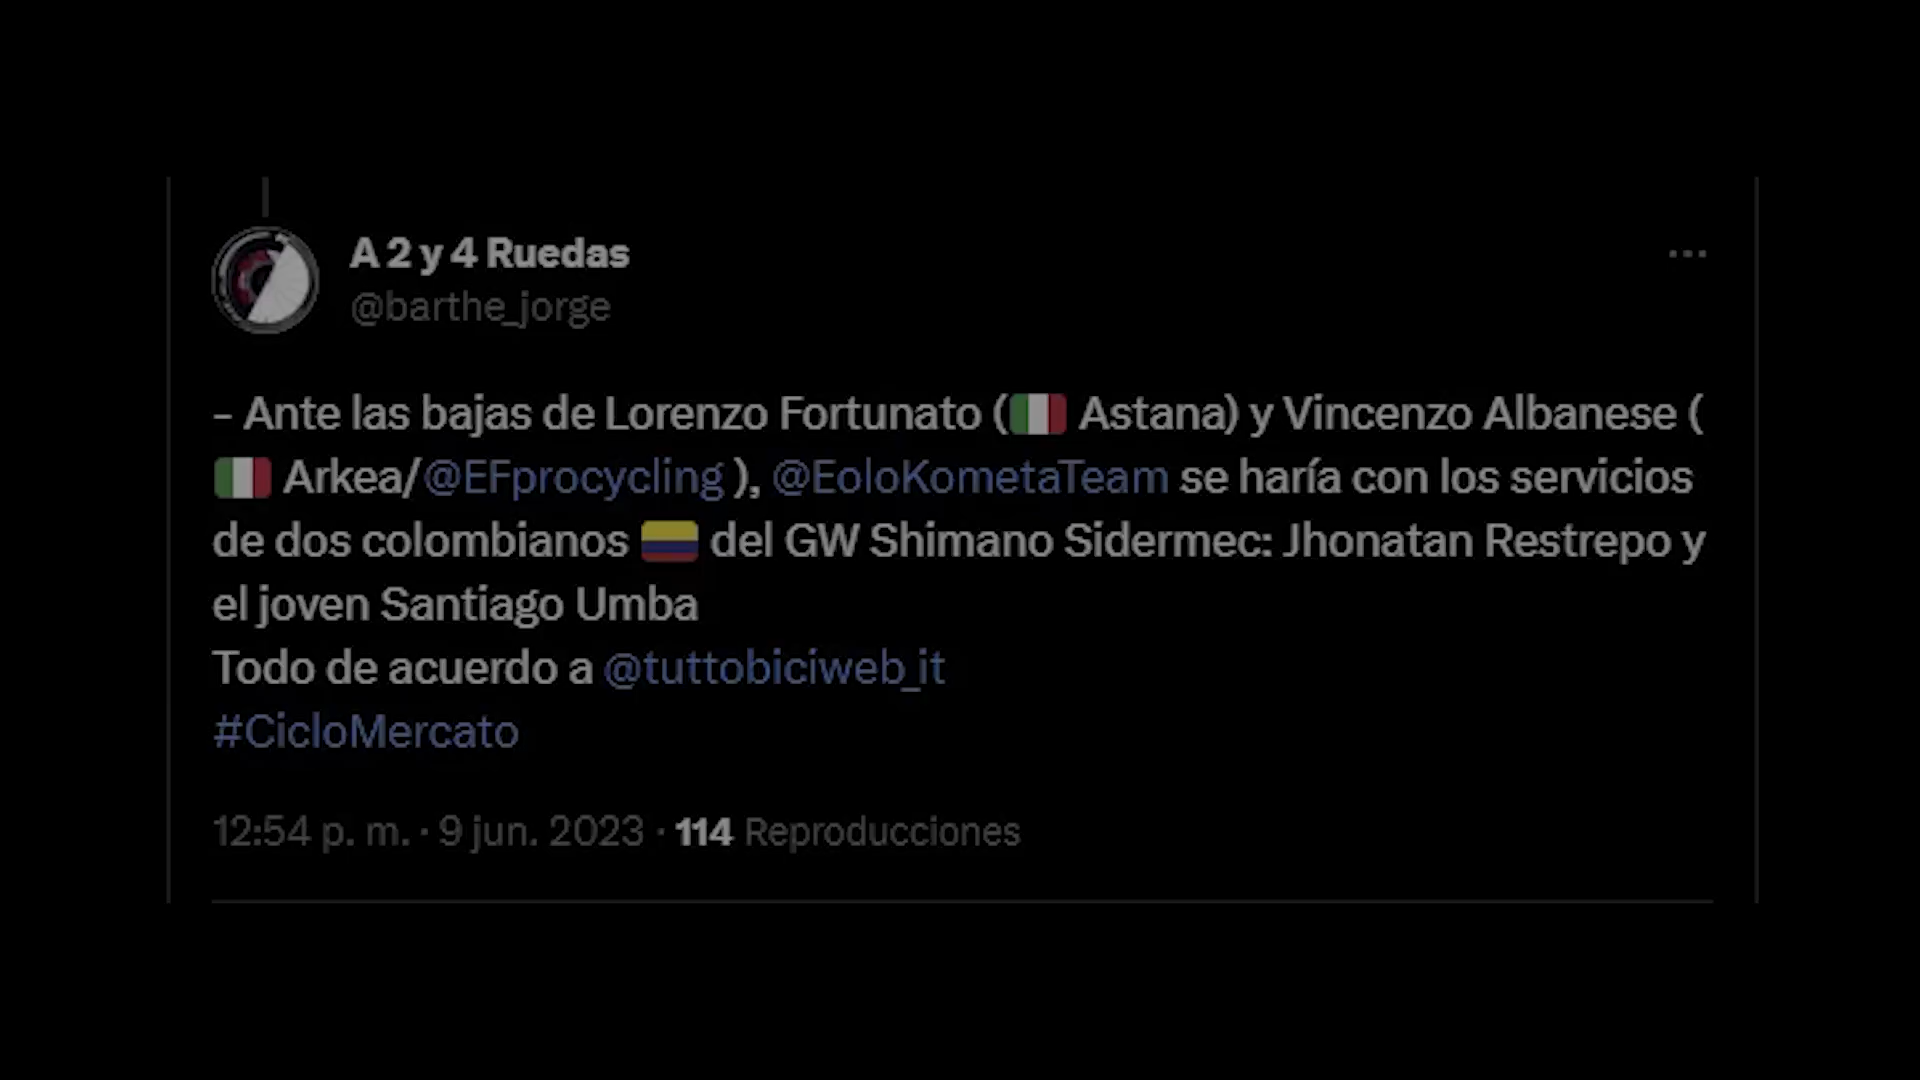 A 2 y 4 Ruedas
@barthe_jorge
- Ante las bajas de Lorenzo Fortunato (🇮🇹 Astana) y Vincenzo Albanese (
🇮🇹 Arkea/@EFprocycling ), @EoloKometaTeam se haría con los servicios
de dos colombianos 🇨🇴 del GW Shimano Sidermec: Jhonatan Restrepo y
el joven Santiago Umba
Todo de acuerdo a @tuttobiciweb_it
#CicloMercato
12:54 p. m. · 9 jun. 2023 · 114 Reproducciones